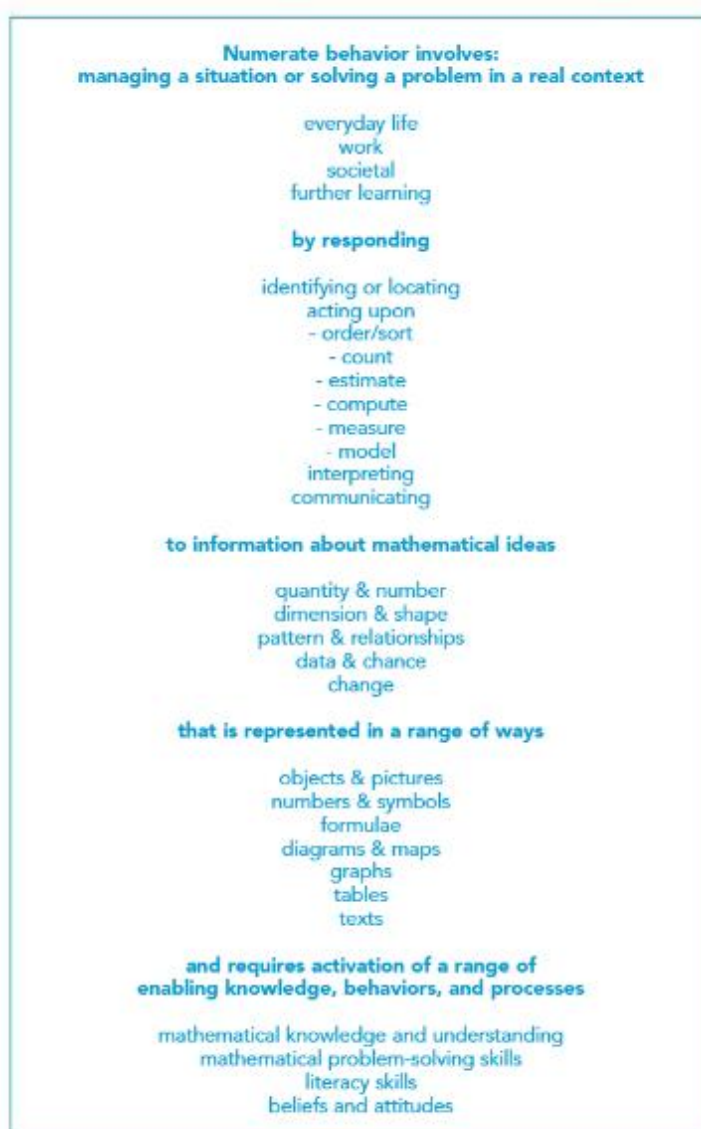 Numerate behavior involves:
managing a situation or solving a problem in a real context
everyday life
work
societal
further learning
by responding
identifying or locating
acting upon
- order/sort
- count
- estimate
- compute
- measure
- model
interpreting
communicating
to information about mathematical ideas
quantity & number
dimension & shape
pattern & relationships
data & chance
change
that is represented in a range of ways
objects & pictures
numbers & symbols
formulae
diagrams & maps
graphs
tables
texts
and requires activation of a range of
enabling knowledge, behaviors, and processes
mathematical knowledge and understanding
mathematical problem-solving skills
literacy skills
beliefs and attitudes